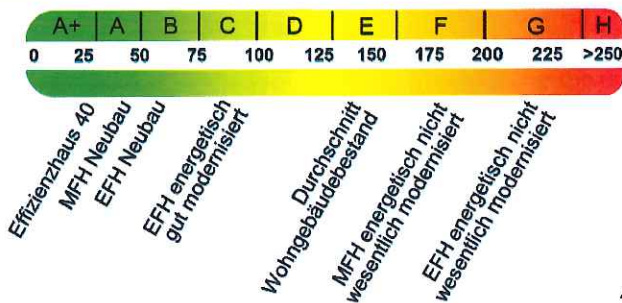 A+ A B C D E F G H
0 25 50 75 100 125 150 175 200 225 >250
Effizienzhaus 40
MFH Neubau
EFH Neubau
EFH energetisch
gut modernisiert
Durchschnitt
Wohngebäudebestand
MFH energetisch nicht
wesentlich modernisiert
EFH energetisch nicht
wesentlich modernisiert